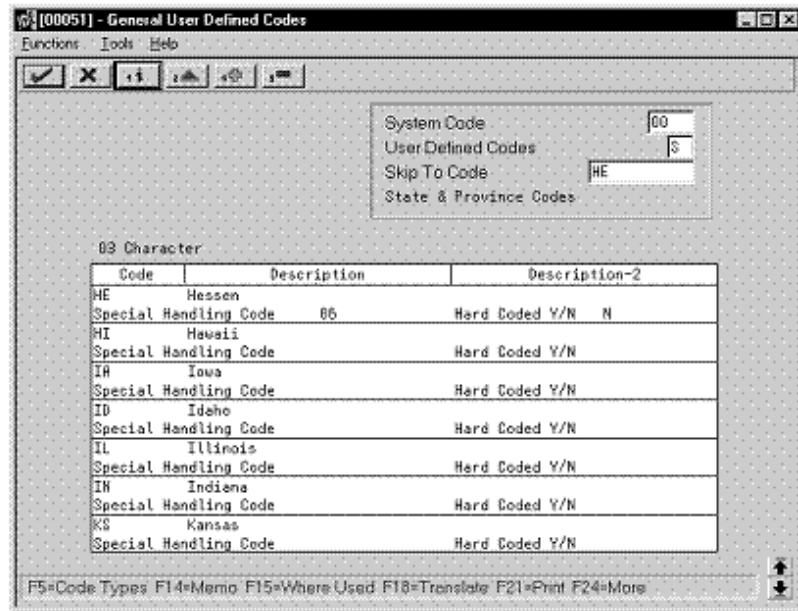 [00051] - General User Defined Codes
Functions Tools Help
System Code 00
User Defined Codes S
Skip To Code HE
State & Province Codes
03 Character
Code Description Description-2
HE Hessen
Special Handling Code 06 Hard Coded Y/N N
HI Hawaii
Special Handling Code Hard Coded Y/N
IA Iowa
Special Handling Code Hard Coded Y/N
ID Idaho
Special Handling Code Hard Coded Y/N
IL Illinois
Special Handling Code Hard Coded Y/N
IN Indiana
Special Handling Code Hard Coded Y/N
KS Kansas
Special Handling Code Hard Coded Y/N
F5=Code Types F14=Memo F15=Where Used F18=Translate F21=Print F24=More